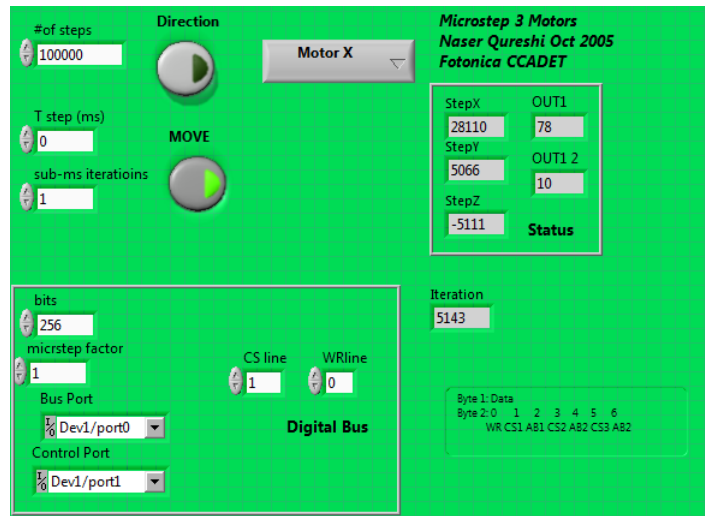 #of steps
100000
Direction
Motor X
Microstep 3 Motors
Naser Qureshi Oct 2005
Fotonica CCADET
T step (ms)
0
MOVE
sub-ms iteratioins
1
StepX
OUT1
28110
78
StepY
OUT1 2
5066
10
StepZ
-5111
Status
bits
256
micrstep factor
1
CS line
WRline
1
0
Bus Port
Dev1/port0
Digital Bus
Control Port
Dev1/port1
Iteration
5143
Byte 1: Data
Byte 2: 0 1 2 3 4 5 6
WR CS1 AB1 CS2 AB2 CS3 AB2